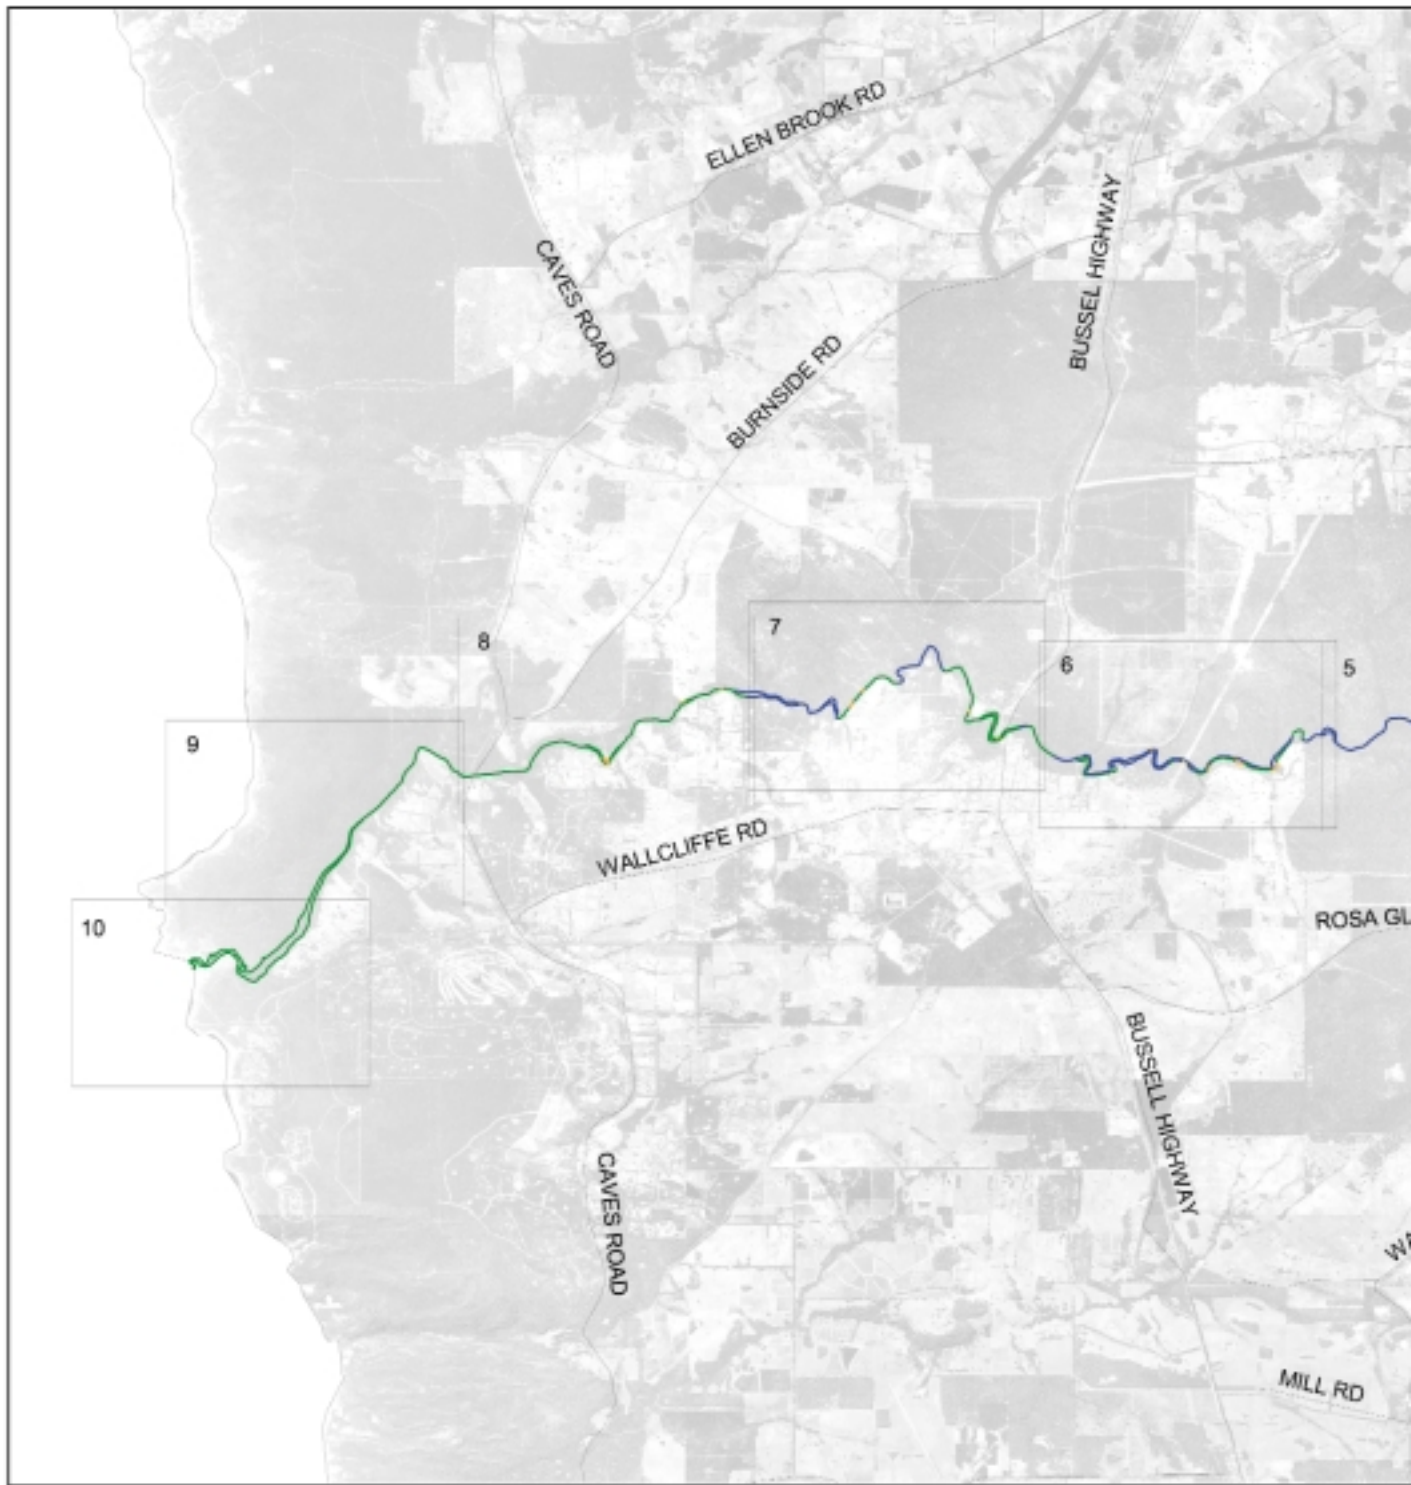 ELLEN BROOK RD
CAVES ROAD
BUSSEL HIGHWAY
BURNSIDE RD
7
8
6
5
9
WALLCLIFFE RD
10
ROSA GL
BUSSELL HIGHWAY
CAVES ROAD
WA
MILL RD